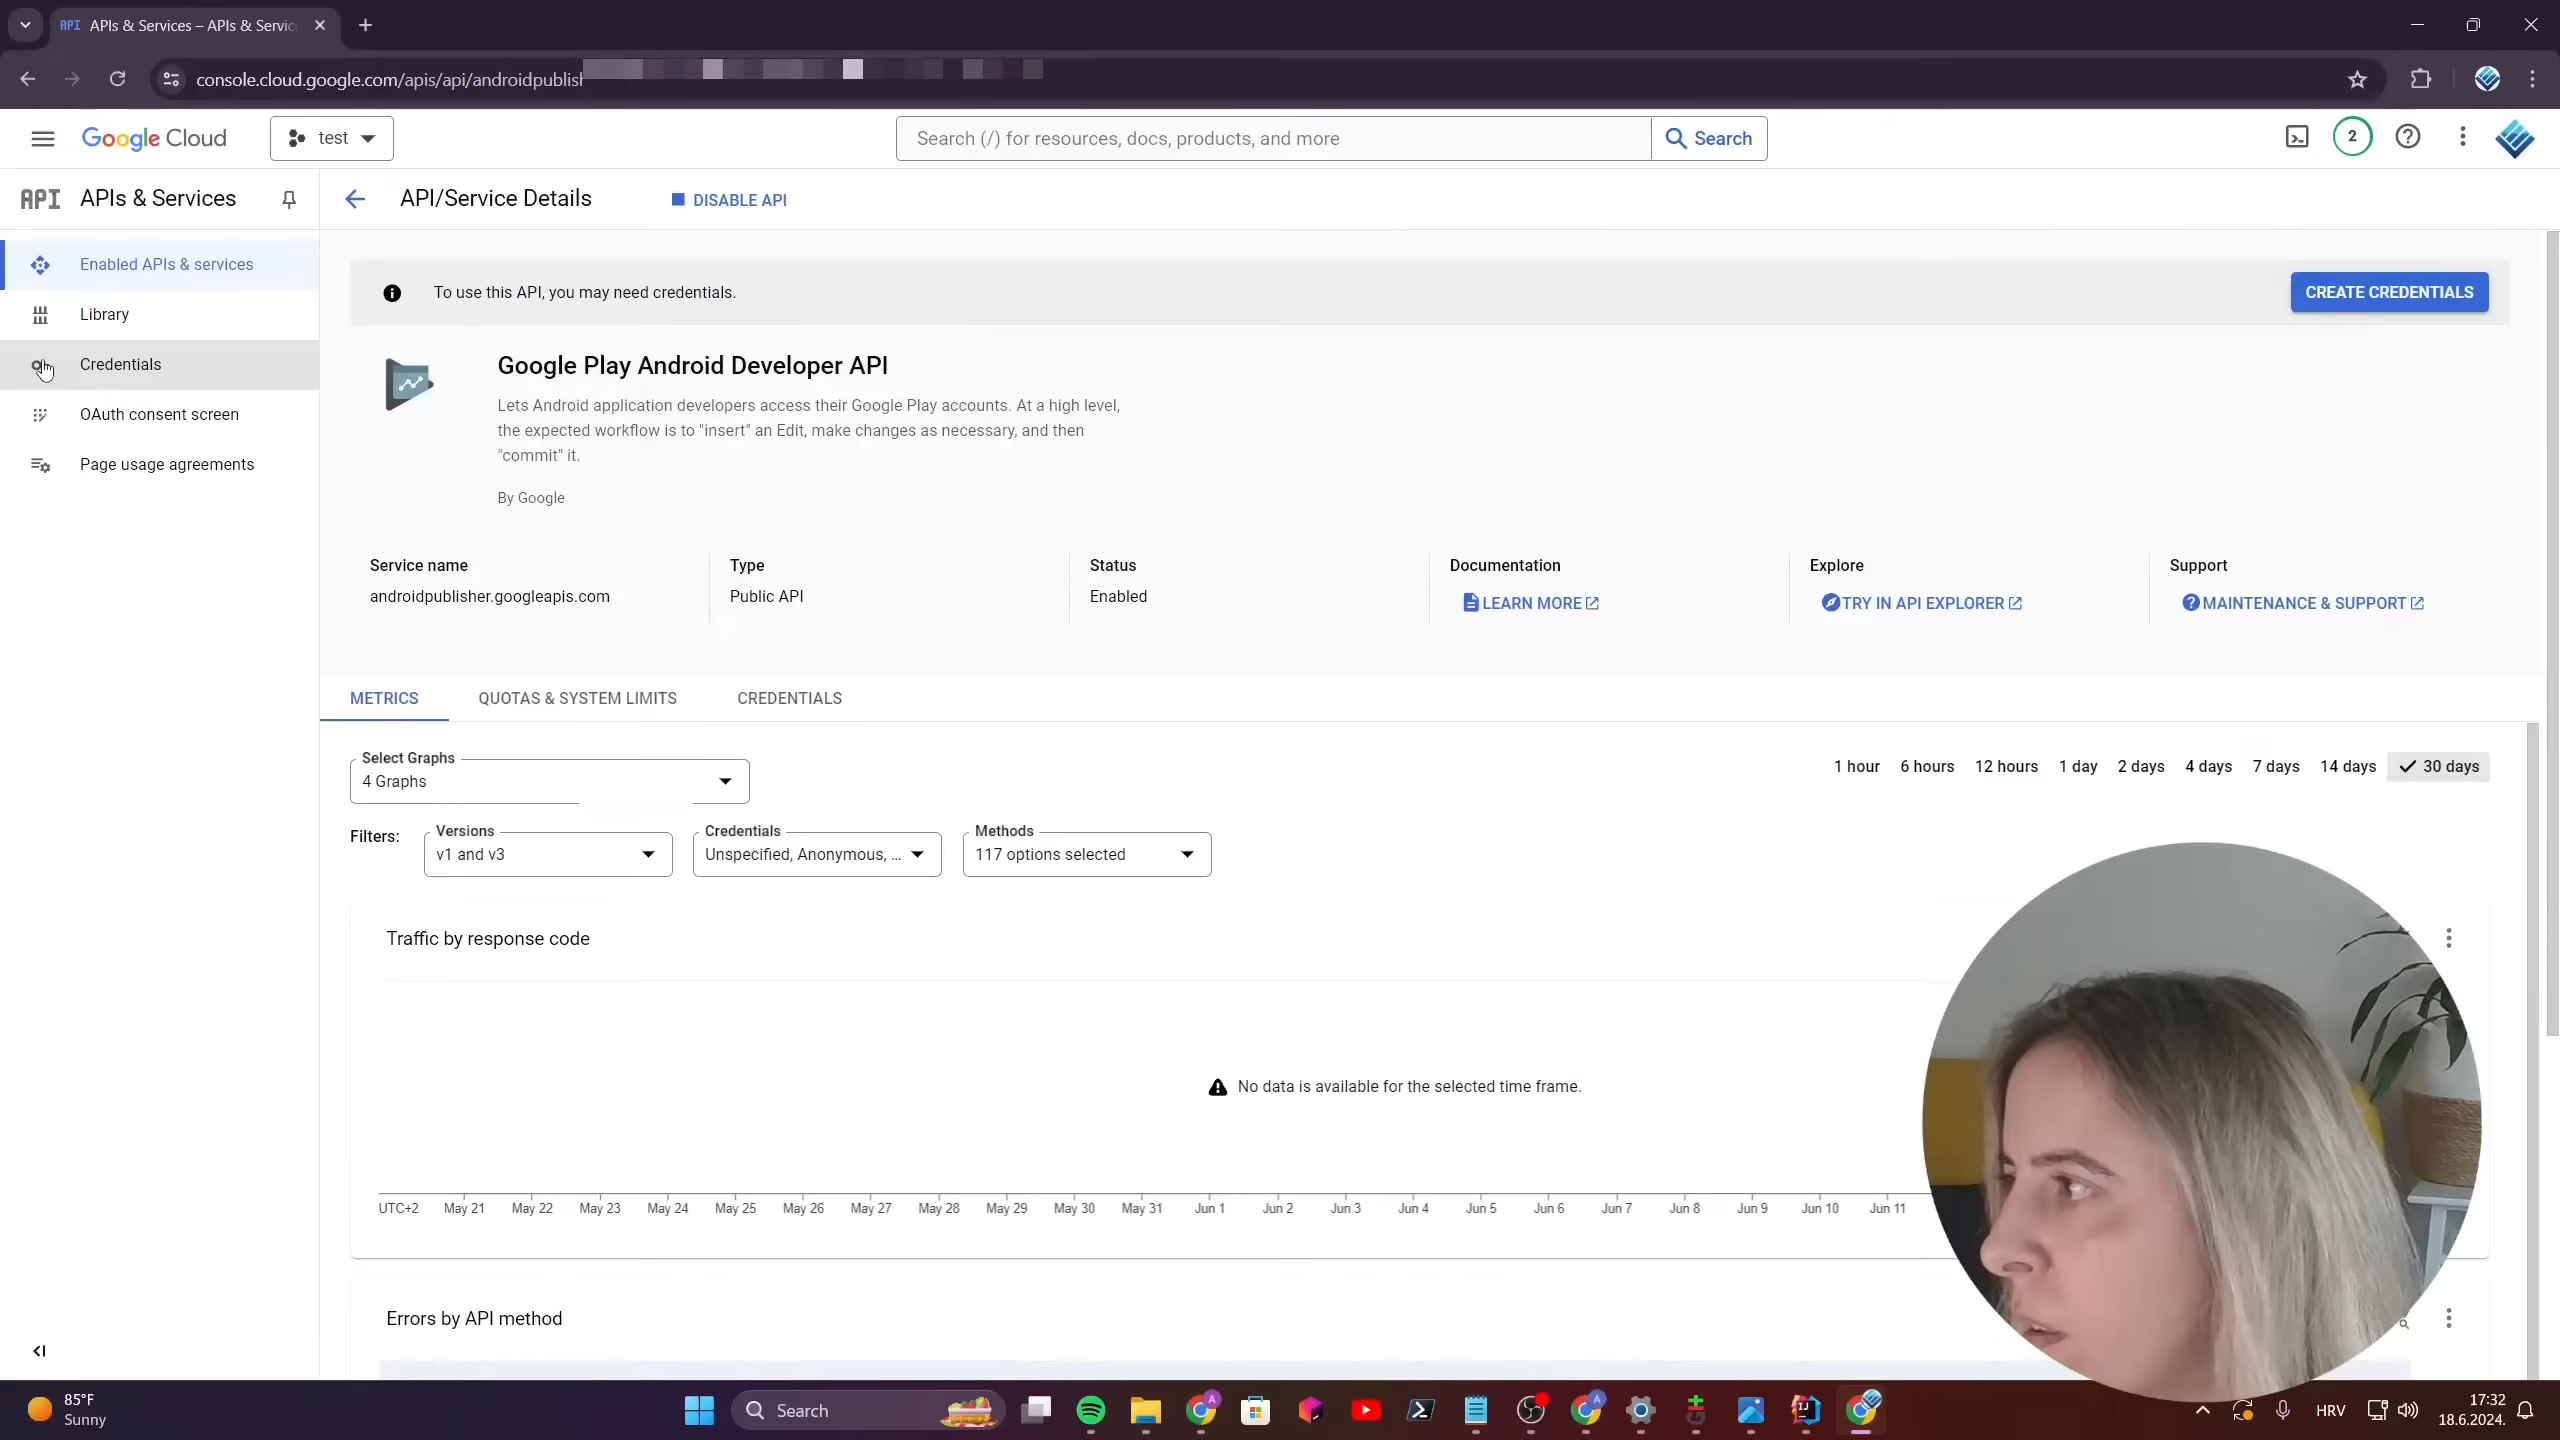 API APIs & Services – APIs & Servic
console.cloud.google.com/apis/api/androidpublish
Google Cloud
test
Search (/) for resources, docs, products, and more
Search
2
API APIs & Services
API/Service Details
DISABLE API
Enabled APIs & services
Library
Credentials
OAuth consent screen
Page usage agreements
To use this API, you may need credentials.
CREATE CREDENTIALS
Google Play Android Developer API
Lets Android application developers access their Google Play accounts. At a high level,
the expected workflow is to "insert" an Edit, make changes as necessary, and then
"commit" it.
By Google
Service name
androidpublisher.googleapis.com
Type
Public API
Status
Enabled
Documentation
LEARN MORE
Explore
TRY IN API EXPLORER
Support
MAINTENANCE & SUPPORT
METRICS
QUOTAS & SYSTEM LIMITS
CREDENTIALS
Select Graphs
4 Graphs
1 hour 6 hours 12 hours 1 day 2 days 4 days 7 days 14 days 30 days
Filters:
Versions
v1 and v3
Credentials
Unspecified, Anonymous, ...
Methods
117 options selected
Traffic by response code
No data is available for the selected time frame.
UTC+2 May 21 May 22 May 23 May 24 May 25 May 26 May 27 May 28 May 29 May 30 May 31 Jun 1 Jun 2 Jun 3 Jun 4 Jun 5 Jun 6 Jun 7 Jun 8 Jun 9 Jun 10 Jun 11
Errors by API method
85°F
Sunny
Search
HRV
17:32
18.6.2024.